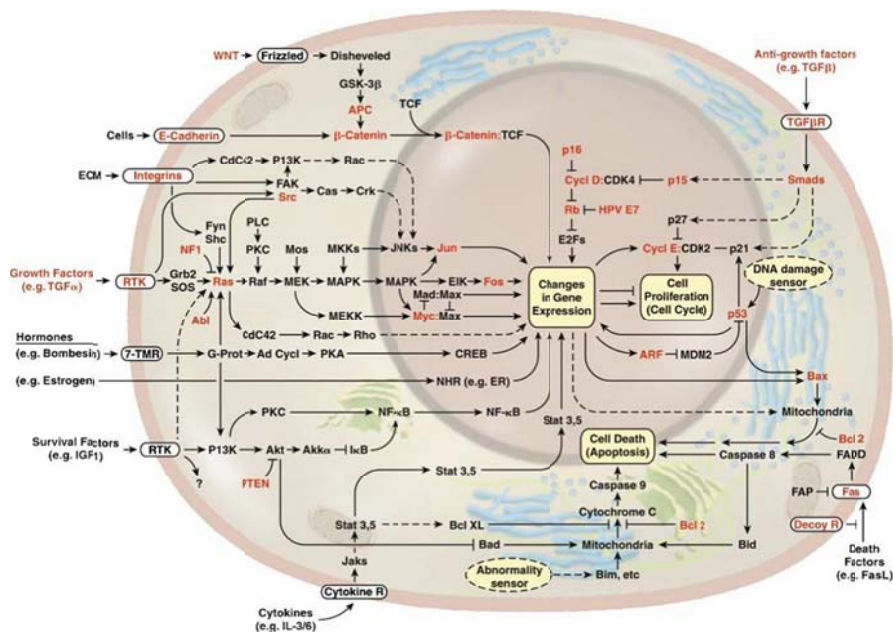 WNT
Frizzled
Disheveled
GSK-3β
APC
TCF
Cells
E-Cadherin
β-Catenin
β-Catenin:TCF
ECM
Integrins
CdC42
P13K
Rac
FAK
Src
Cas
Crk
Fyn
Shc
PLC
NF1
PKC
Mos
MKKs
JNKs
Jun
Growth Factors
(e.g. TGFα)
RTK
Grb2
SOS
Ras
Raf
MEK
MAPK
MAPK
ElK
Fos
Mad:Max
MEKK
Myc:Max
Abl
CdC42
Rac
Rho
Hormones
(e.g. Bombesin)
7-TMR
G-Prot
Ad Cycl
PKA
CREB
(e.g. Estrogen)
NHR (e.g. ER)
PKC
NF-κB
NF-κB
Survival Factors
(e.g. IGF1)
RTK
P13K
Akt
Akkα
IκB
?
PTEN
Stat 3,5
Stat 3,5
Stat 3,5
Bcl XL
Jaks
Bad
Cytokine R
Cytokines
(e.g. IL-3/6)
Abnormality
sensor
Bim, etc
Mitochondria
Cytochrome C
Caspase 9
Bcl 2
Cell Death
(Apoptosis)
Changes
in Gene
Expression
p16
Cycl D:CDK4
p15
Rb
HPV E7
E2Fs
p27
Cycl E:CDK2
p21
Cell
Proliferation
(Cell Cycle)
DNA damage
sensor
p53
ARF
MDM2
Bax
Mitochondria
Bcl 2
Caspase 8
FADD
FAP
Fas
Decoy R
Bid
Death
Factors
(e.g. FasL)
Anti-growth factors
(e.g. TGFβ)
TGFβR
Smads